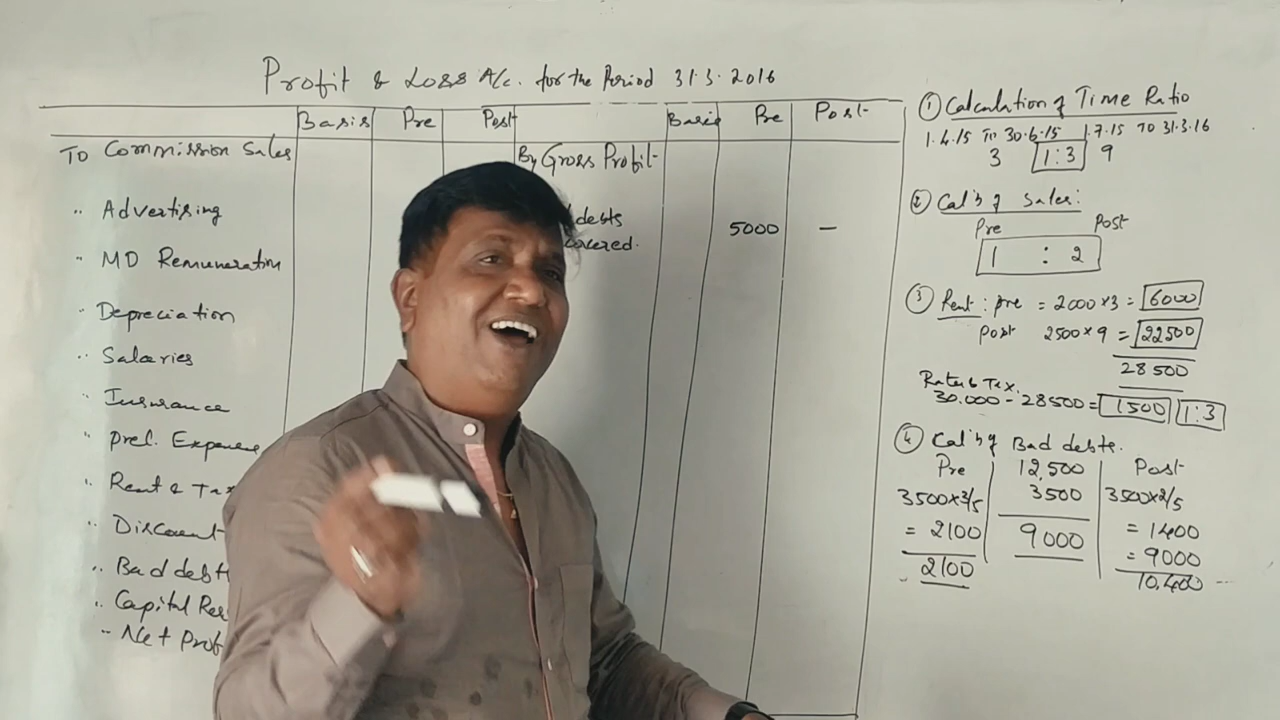 Profit & Loss A/c. for the Period 31.3.2016
Basis Pre Post Basis Pre Post
To Commission Sales
By Gross Profit
" Advertising
debts
5000 —
" MD Remuneration
" Depreciation
" Salaries
" Insurance
" Prel. Expense
" Rent & Tax
" Discount
" Bad debt
" Capital Res
" Net Prof
① Calculation of Time Ratio
1.4.15 To 30.6.15 1.7.15 TO 31.3.16
3 1:3 9
② Cal'n of Sales:
Pre Post
1 : 2
③ Rent: pre = 2000×3 = 6000
Post 2500×9 = 22500
28500
Rates & Tax.
30.000 - 28500 = 1500 1:3
④ Cal'n of Bad debts.
Pre 12,500 Post
3500×3/5 3500 3500×2/5
= 2100 9000 = 1400
= 9000
2100 10,400